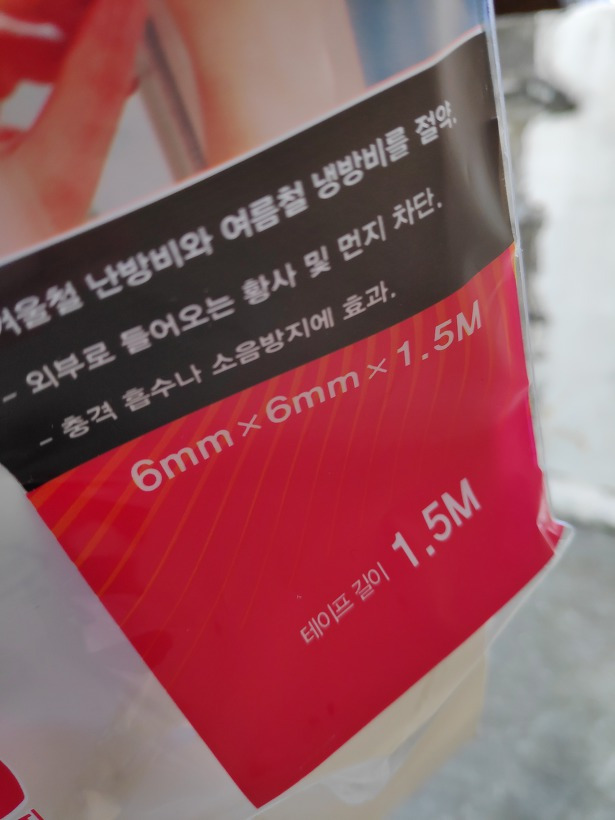 겨울철 난방비와 여름철 냉방비를 절약.
- 외부로 들어오는 황사 및 먼지 차단.
- 충격 흡수나 소음방지에 효과.
6mm×6mm×1.5M
테이프 길이 1.5M